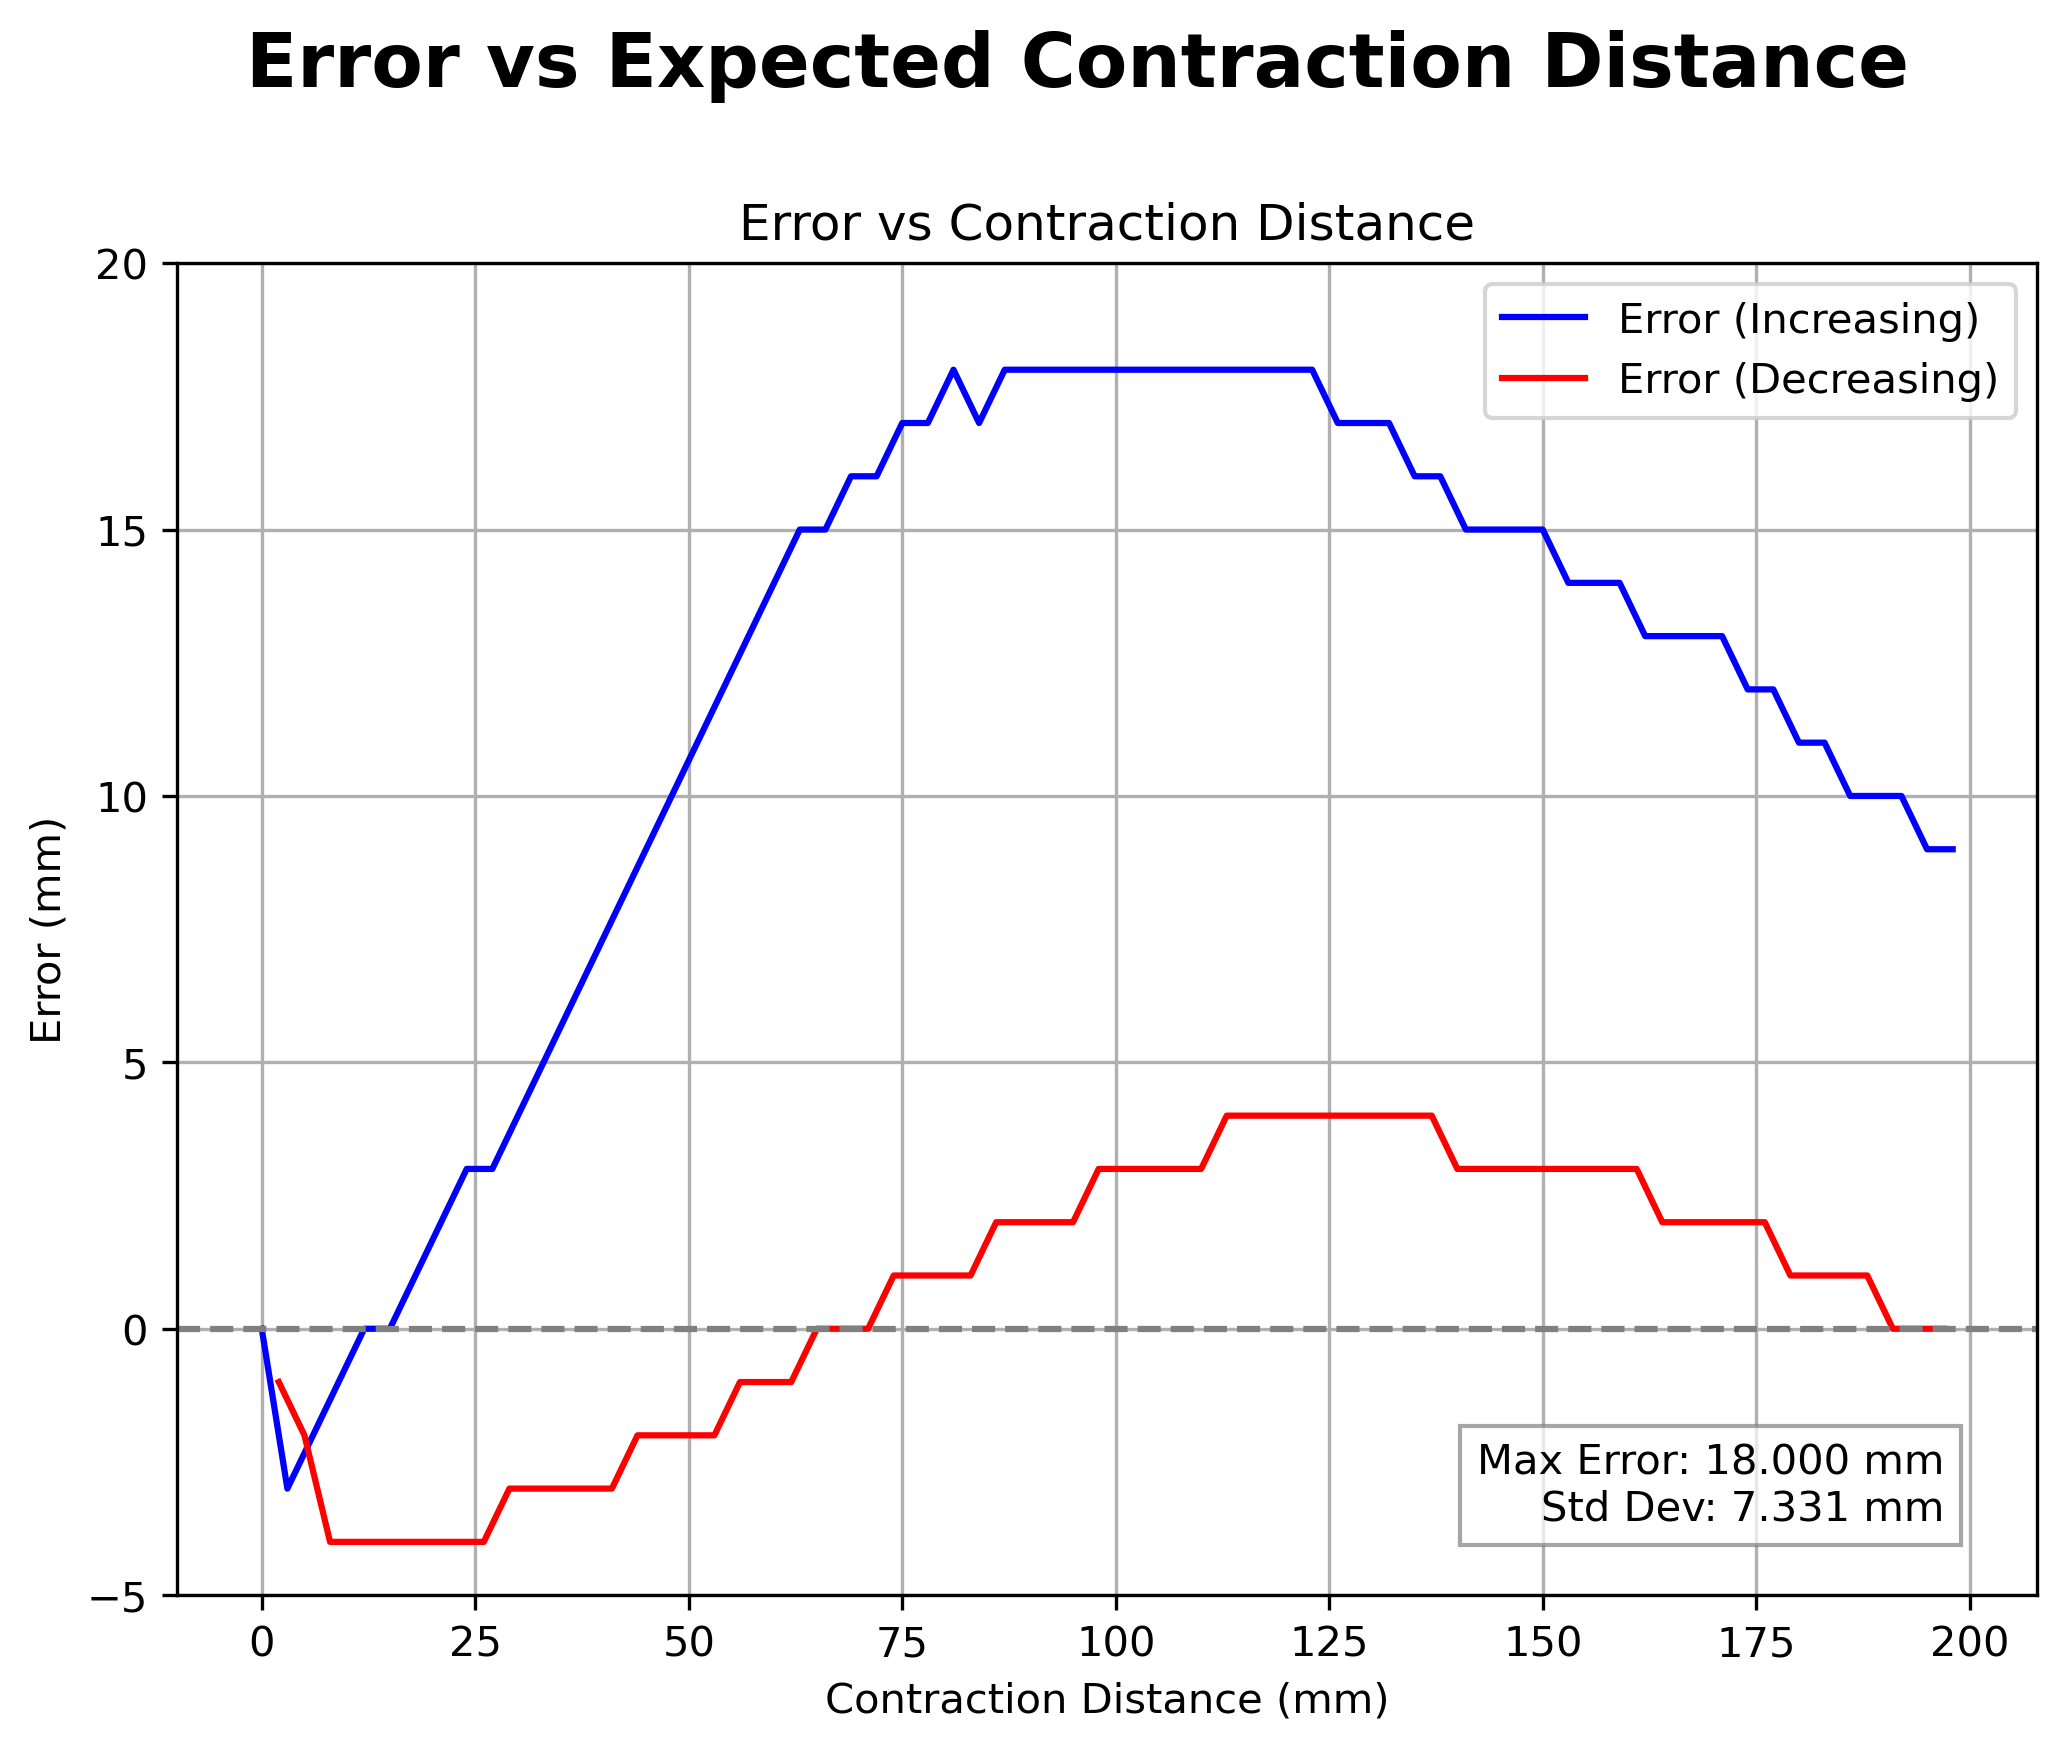 Error vs Expected Contraction Distance
Error vs Contraction Distance
20
15
10
5
0
−5
Error (mm)
Error (Increasing)
Error (Decreasing)
Max Error: 18.000 mm
Std Dev: 7.331 mm
0 25 50 75 100 125 150 175 200
Contraction Distance (mm)